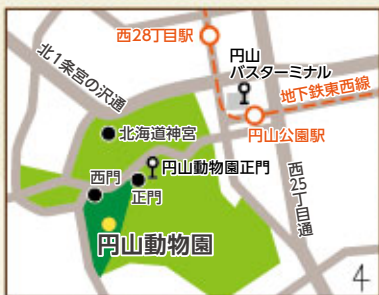 西28丁目駅
円山
バスターミナル
北1条宮の沢通
地下鉄東西線
北海道神宮
円山公園駅
円山動物園正門
西門
正門
西25丁目通
円山動物園
4